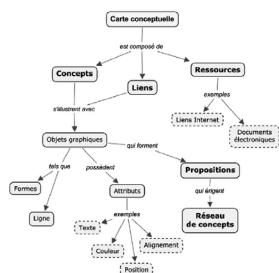 Carte conceptuelle
est composé de
Concepts
Liens
Ressources
s'illustrent avec
exemples
Liens Internet
Documents
électroniques
Objets graphiques
qui forment
tels que
possèdent
Propositions
Formes
Attributs
qui érigent
Ligne
exemples
Réseau
de concepts
Texte
Alignement
Couleur
Position